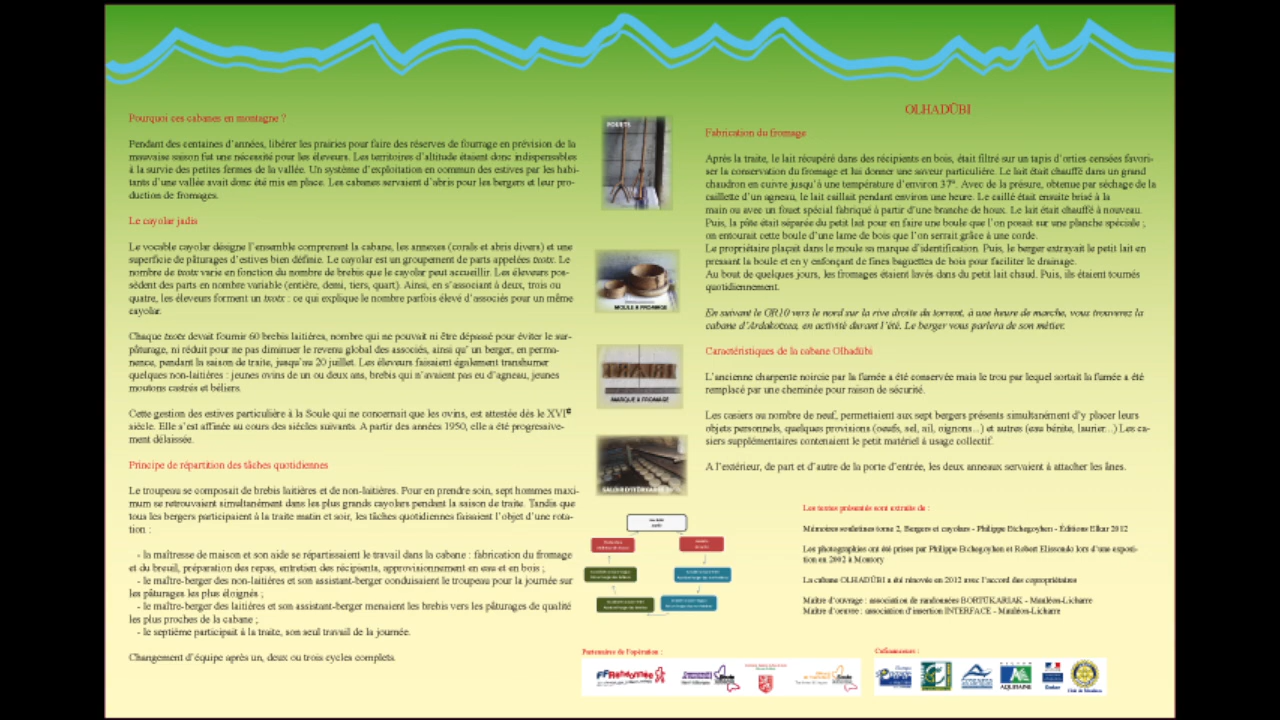 Pourquoi ces cabanes en montagne ?
Pendant des centaines d'années, libérer les prairies pour faire des réserves de fourrage en prévision de la
mauvaise saison fut une nécessité pour les éleveurs. Les territoires d'altitude étaient donc indispensables
à la survie des petites fermes de la vallée. Un système d'exploitation en commun des estives par les habi-
tants d'une vallée avait donc été mis en place. Les cabanes servaient d'abris pour les bergers et leur pro-
duction de fromages.
Le cayolar jadis
Le vocable cayolar désigne l'ensemble comprenant la cabane, les annexes (corals et abris divers) et une
superficie de pâturages d'estives bien définie. Le cayolar est un groupement de parts appelées txotx. Le
nombre de txotx varie en fonction du nombre de brebis que le cayolar peut accueillir. Les éleveurs pos-
sèdent des parts en nombre variable (entière, demi, tiers, quart). Ainsi, en s'associant à deux, trois ou
quatre, les éleveurs forment un txotx : ce qui explique le nombre parfois élevé d'associés pour un même
cayolar.
Chaque txotx devait fournir 60 brebis laitières, nombre qui ne pouvait ni être dépassé pour éviter le sur-
pâturage, ni réduit pour ne pas diminuer le revenu global des associés, ainsi qu' un berger, en perma-
nence, pendant la saison de traite, jusqu'au 20 juillet. Les éleveurs faisaient également transhumer
quelques non-laitières : jeunes ovins de un ou deux ans, brebis qui n'avaient pas eu d'agneau, jeunes
moutons castrés et béliers.
Cette gestion des estives particulière à la Soule qui ne concernait que les ovins, est attestée dès le XVIe
siècle. Elle s'est affinée au cours des siècles suivants. A partir des années 1950, elle a été progressive-
ment délaissée.
Principe de répartition des tâches quotidiennes
Le troupeau se composait de brebis laitières et de non-laitières. Pour en prendre soin, sept hommes maxi-
mum se retrouvaient simultanément dans les plus grands cayolars pendant la saison de traite. Tandis que
tous les bergers participaient à la traite matin et soir, les tâches quotidiennes faisaient l'objet d'une rota-
tion :
- la maîtresse de maison et son aide se répartissaient le travail dans la cabane : fabrication du fromage
et du breuil, préparation des repas, entretien des récipients, approvisionnement en eau et en bois ;
- le maître-berger des non-laitières et son assistant-berger conduisaient le troupeau pour la journée sur
les pâturages les plus éloignés ;
- le maître-berger des laitières et son assistant-berger menaient les brebis vers les pâturages de qualité
les plus proches de la cabane ;
- le septième participait à la traite, son seul travail de la journée.
Changement d'équipe après un, deux ou trois cycles complets.
FOUETS
MOULE À FROMAGE
MARQUE À FROMAGE
OLHADÜBI
Fabrication du fromage
Après la traite, le lait récupéré dans des récipients en bois, était filtré sur un tapis d'orties censées favori-
ser la conservation du fromage et lui donner une saveur particulière. Le lait était chauffé dans un grand
chaudron en cuivre jusqu'à une température d'environ 37°. Avec de la présure, obtenue par séchage de la
caillette d'un agneau, le lait caillait pendant environ une heure. Le caillé était ensuite brisé à la
main ou avec un fouet spécial fabriqué à partir d'une branche de houx. Le lait était chauffé à nouveau.
Puis, la pâte était séparée du petit lait pour en faire une boule que l'on posait sur une planche spéciale ;
on entourait cette boule d'une lame de bois que l'on serrait grâce à une corde.
Le propriétaire plaçait dans le moule sa marque d'identification. Puis, le berger extrayait le petit lait en
pressant la boule et en y enfonçant de fines baguettes de bois pour faciliter le drainage.
Au bout de quelques jours, les fromages étaient lavés dans du petit lait chaud. Puis, ils étaient tournés
quotidiennement.
En suivant le GR10 vers le nord sur la rive droite du torrent, à une heure de marche, vous trouverez la
cabane d'Ardakotxea, en activité durant l'été. Le berger vous parlera de son métier.
Caractéristiques de la cabane Olhadübi
L'ancienne charpente noircie par la fumée a été conservée mais le trou par lequel sortait la fumée a été
remplacé par une cheminée pour raison de sécurité.
Les casiers au nombre de neuf, permettaient aux sept bergers présents simultanément d'y placer leurs
objets personnels, quelques provisions (oeufs, sel, ail, oignons...) et autres (eau bénite, laurier...) Les ca-
siers supplémentaires contenaient le petit matériel à usage collectif.
A l'extérieur, de part et d'autre de la porte d'entrée, les deux anneaux servaient à attacher les ânes.
Les textes présentés sont extraits de :
Mémoires souletines tome 2, Bergers et cayolars - Philippe Etchegoyhen - Éditions Elkar 2012
Les photographies ont été prises par Philippe Etchegoyhen et Robert Elissondo lors d'une exposi-
tion en 2002 à Montory
La cabane OLHADÜBI a été rénovée en 2012 avec l'accord des copropriétaires
Maître d'ouvrage : association de randonnées BORTÜKARIAK - Mauléon-Licharre
Maître d'oeuvre : association d'insertion INTERFACE - Mauléon-Licharre
Partenaires de l'opération :
FFRandonnée
Cofinanceurs :
AQUITAINE